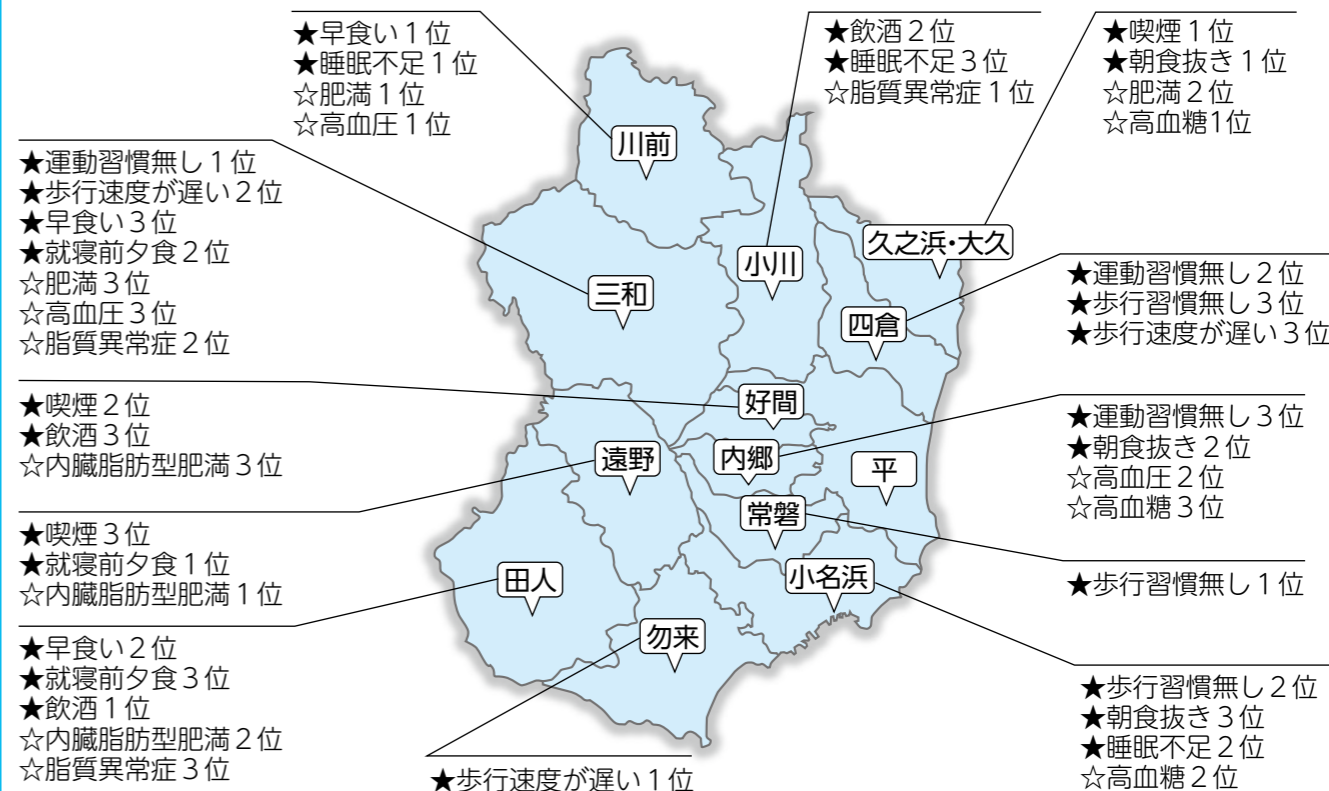 ★早食い１位
★睡眠不足１位
☆肥満１位
☆高血圧１位
★飲酒２位
★睡眠不足３位
☆脂質異常症１位
★喫煙１位
★朝食抜き１位
☆肥満２位
☆高血糖1位
★運動習慣無し１位
★歩行速度が遅い２位
★早食い３位
★就寝前夕食２位
☆肥満３位
☆高血圧３位
☆脂質異常症２位
★運動習慣無し２位
★歩行習慣無し３位
★歩行速度が遅い３位
★喫煙２位
★飲酒３位
☆内臓脂肪型肥満３位
★運動習慣無し３位
★朝食抜き２位
☆高血圧２位
☆高血糖３位
★喫煙３位
★就寝前夕食１位
☆内臓脂肪型肥満１位
★歩行習慣無し１位
★早食い２位
★就寝前夕食３位
★飲酒１位
☆内臓脂肪型肥満２位
☆脂質異常症３位
★歩行速度が遅い１位
★歩行習慣無し２位
★朝食抜き３位
★睡眠不足２位
☆高血糖２位
川前
久之浜・大久
小川
三和
四倉
好間
遠野
内郷
平
常磐
田人
小名浜
勿来